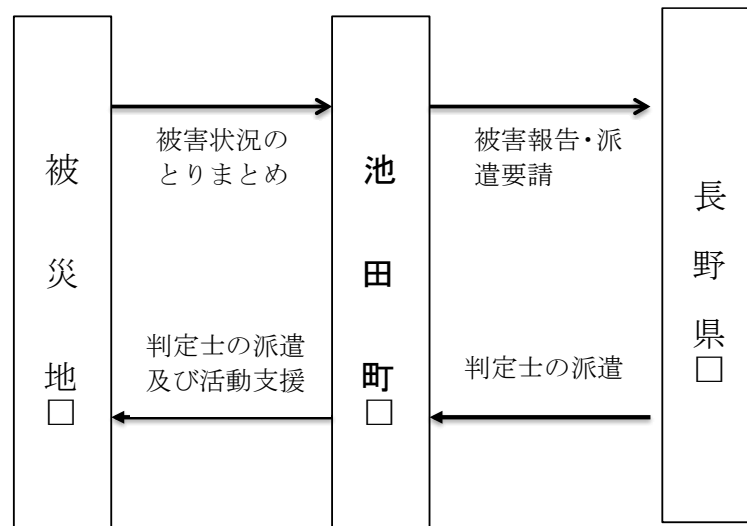 被災地□
被害状況の
とりまとめ
判定士の派遣
及び活動支援
池田町□
被害報告・派
遣要請
判定士の派遣
長野県□